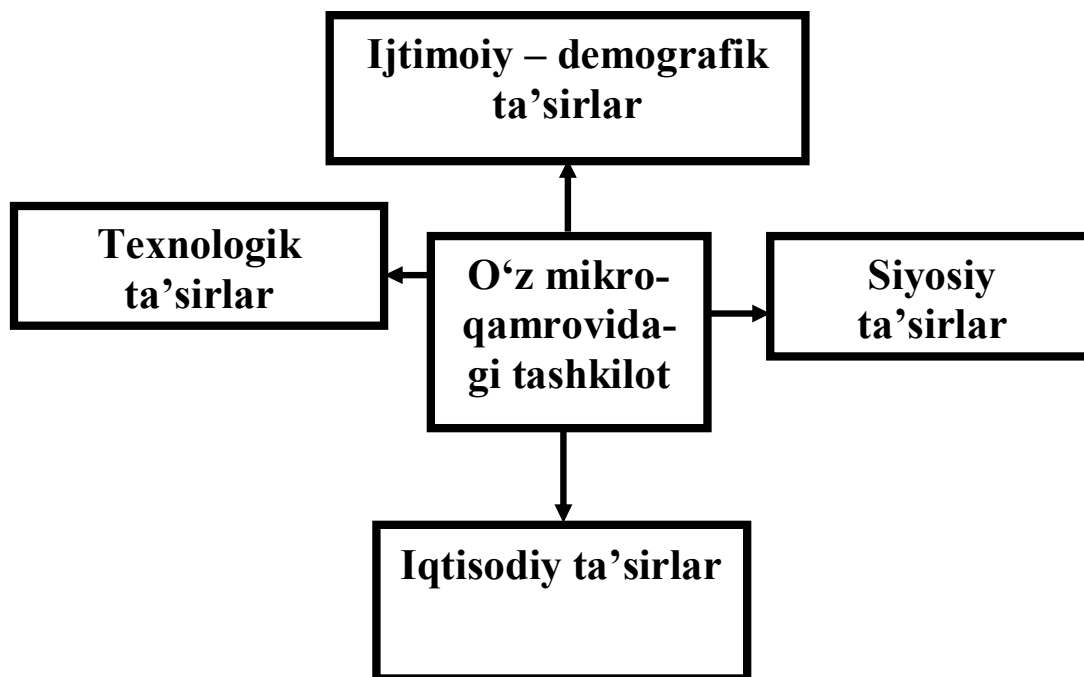 Ijtimoiy – demografik
ta’sirlar
Texnologik
ta’sirlar
O‘z mikro-
qamrovida-
gi tashkilot
Siyosiy
ta’sirlar
Iqtisodiy ta’sirlar